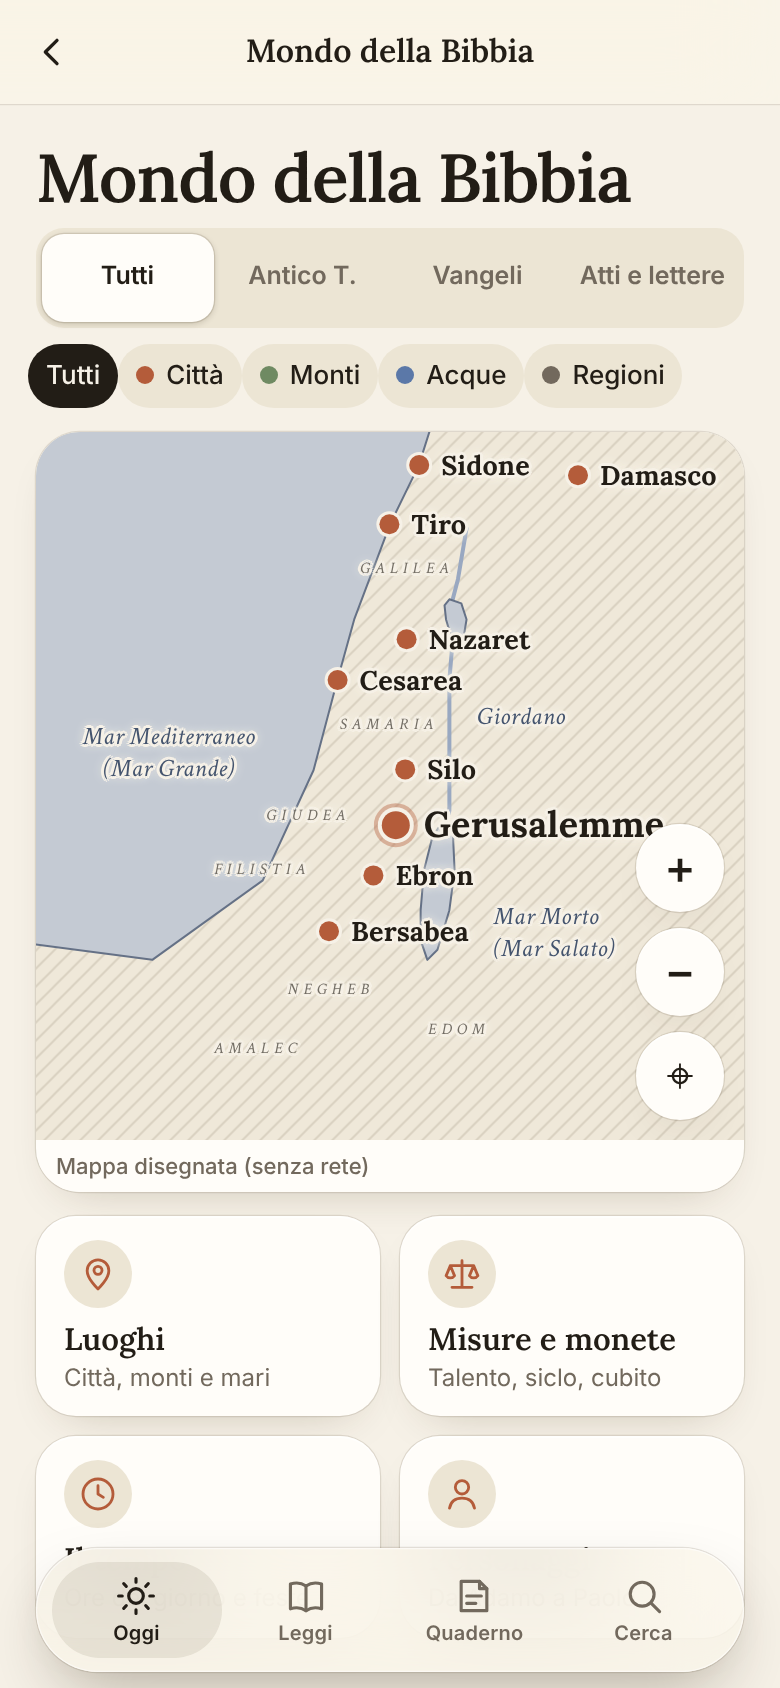 Mondo della Bibbia
Mondo della Bibbia
Tutti
Antico T.
Vangeli
Atti e lettere
Tutti
Città
Monti
Acque
Regioni
Sidone
Damasco
Tiro
GALILEA
Nazaret
Cesarea
SAMARIA
Giordano
Mar Mediterraneo
(Mar Grande)
Silo
GIUDEA
Gerusalemme
+
FILISTIA
Ebron
Mar Morto
(Mar Salato)
Bersabea
−
NEGHEB
EDOM
AMALEC
Mappa disegnata (senza rete)
Luoghi
Città, monti e mari
Misure e monete
Talento, siclo, cubito
Oggi
Leggi
Quaderno
Cerca